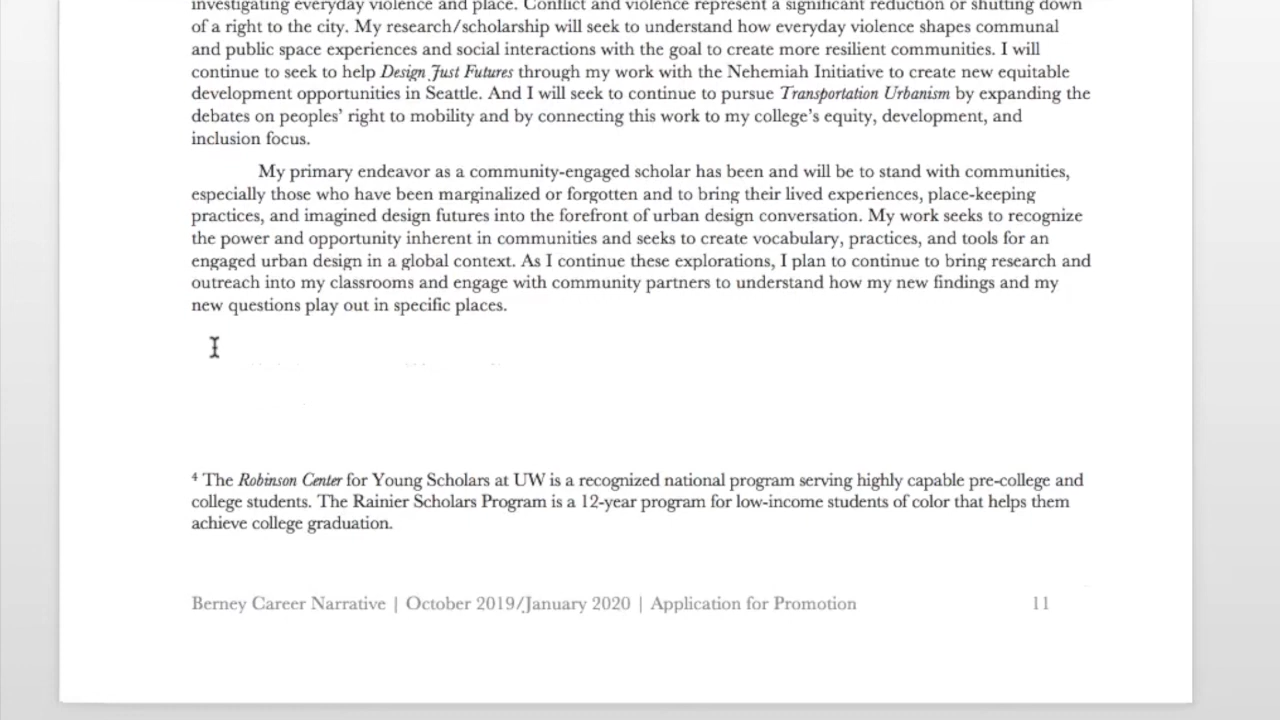 investigating everyday violence and place. Conflict and violence represent a significant reduction or shutting down
of a right to the city. My research/scholarship will seek to understand how everyday violence shapes communal
and public space experiences and social interactions with the goal to create more resilient communities. I will
continue to seek to help Design Just Futures through my work with the Nehemiah Initiative to create new equitable
development opportunities in Seattle. And I will seek to continue to pursue Transportation Urbanism by expanding the
debates on peoples’ right to mobility and by connecting this work to my college’s equity, development, and
inclusion focus.
My primary endeavor as a community-engaged scholar has been and will be to stand with communities,
especially those who have been marginalized or forgotten and to bring their lived experiences, place-keeping
practices, and imagined design futures into the forefront of urban design conversation. My work seeks to recognize
the power and opportunity inherent in communities and seeks to create vocabulary, practices, and tools for an
engaged urban design in a global context. As I continue these explorations, I plan to continue to bring research and
outreach into my classrooms and engage with community partners to understand how my new findings and my
new questions play out in specific places.
4 The Robinson Center for Young Scholars at UW is a recognized national program serving highly capable pre-college and
college students. The Rainier Scholars Program is a 12-year program for low-income students of color that helps them
achieve college graduation.
Berney Career Narrative | October 2019/January 2020 | Application for Promotion 11